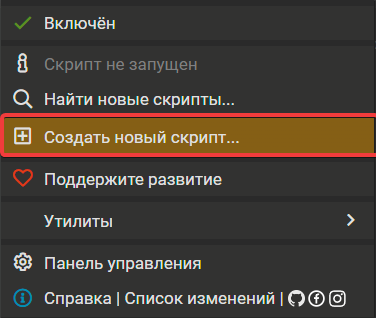 Включён
Скрипт не запущен
Найти новые скрипты...
Создать новый скрипт...
Поддержите развитие
Утилиты
Панель управления
Справка | Список изменений |